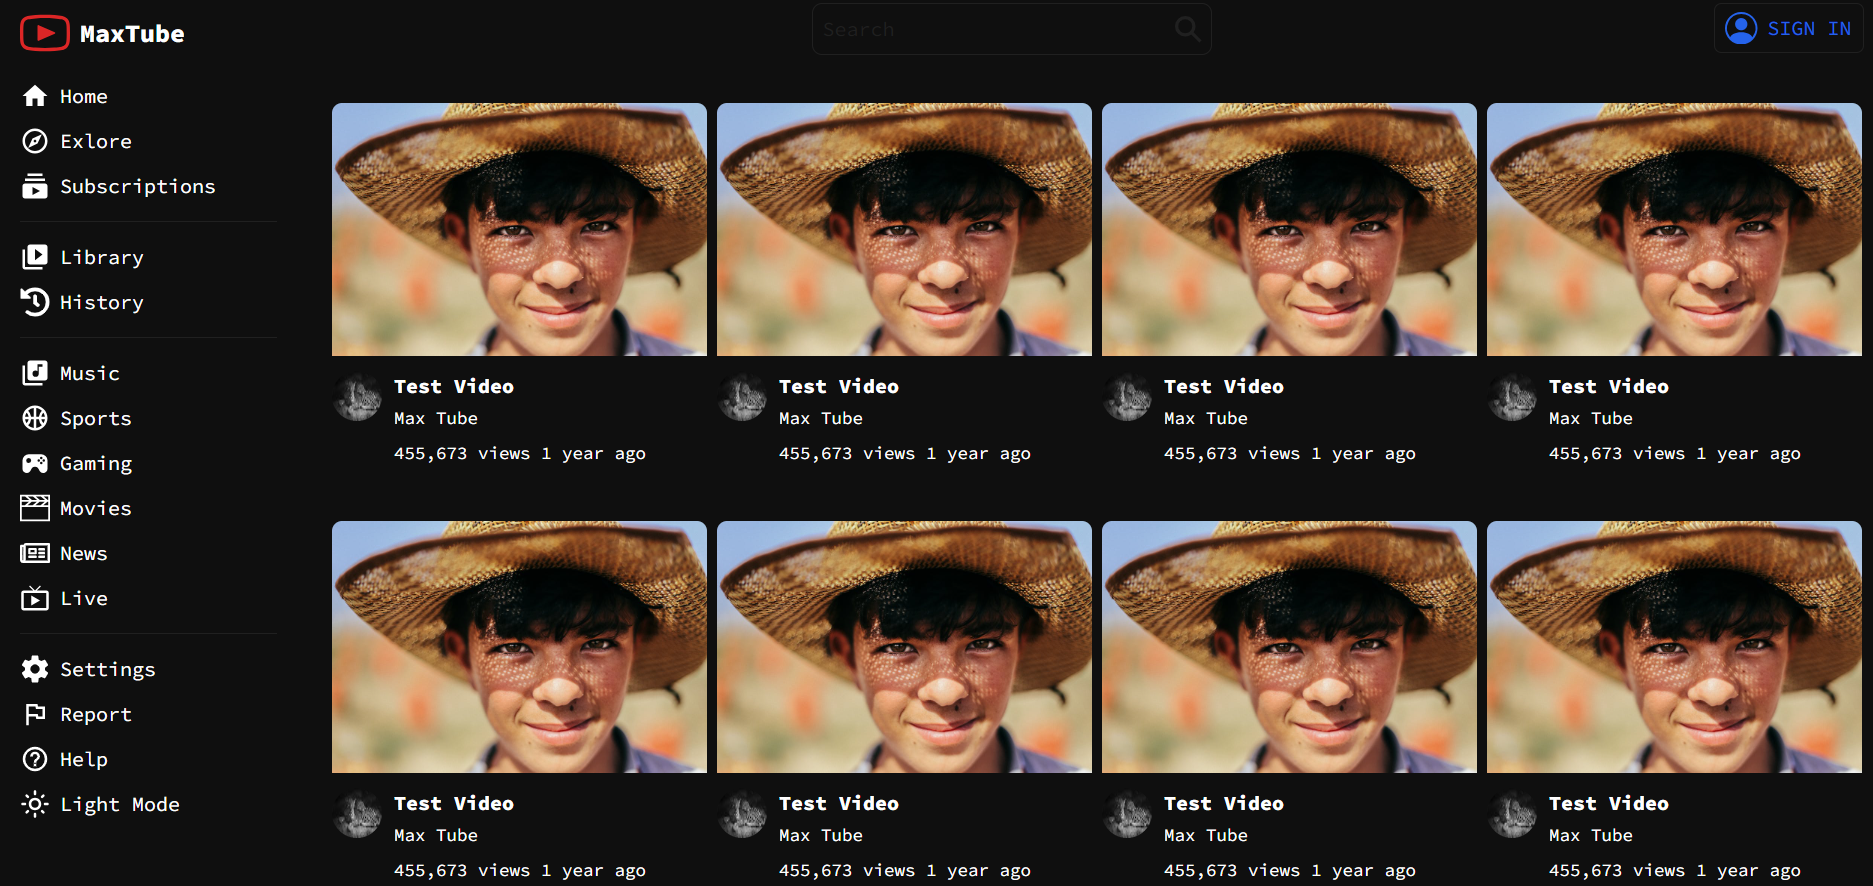 MaxTube
Search
SIGN IN
Home
Exlore
Subscriptions
Library
History
Music
Sports
Gaming
Movies
News
Live
Settings
Report
Help
Light Mode
Test Video
Max Tube
455,673 views 1 year ago
Test Video
Max Tube
455,673 views 1 year ago
Test Video
Max Tube
455,673 views 1 year ago
Test Video
Max Tube
455,673 views 1 year ago
Test Video
Max Tube
455,673 views 1 year ago
Test Video
Max Tube
455,673 views 1 year ago
Test Video
Max Tube
455,673 views 1 year ago
Test Video
Max Tube
455,673 views 1 year ago